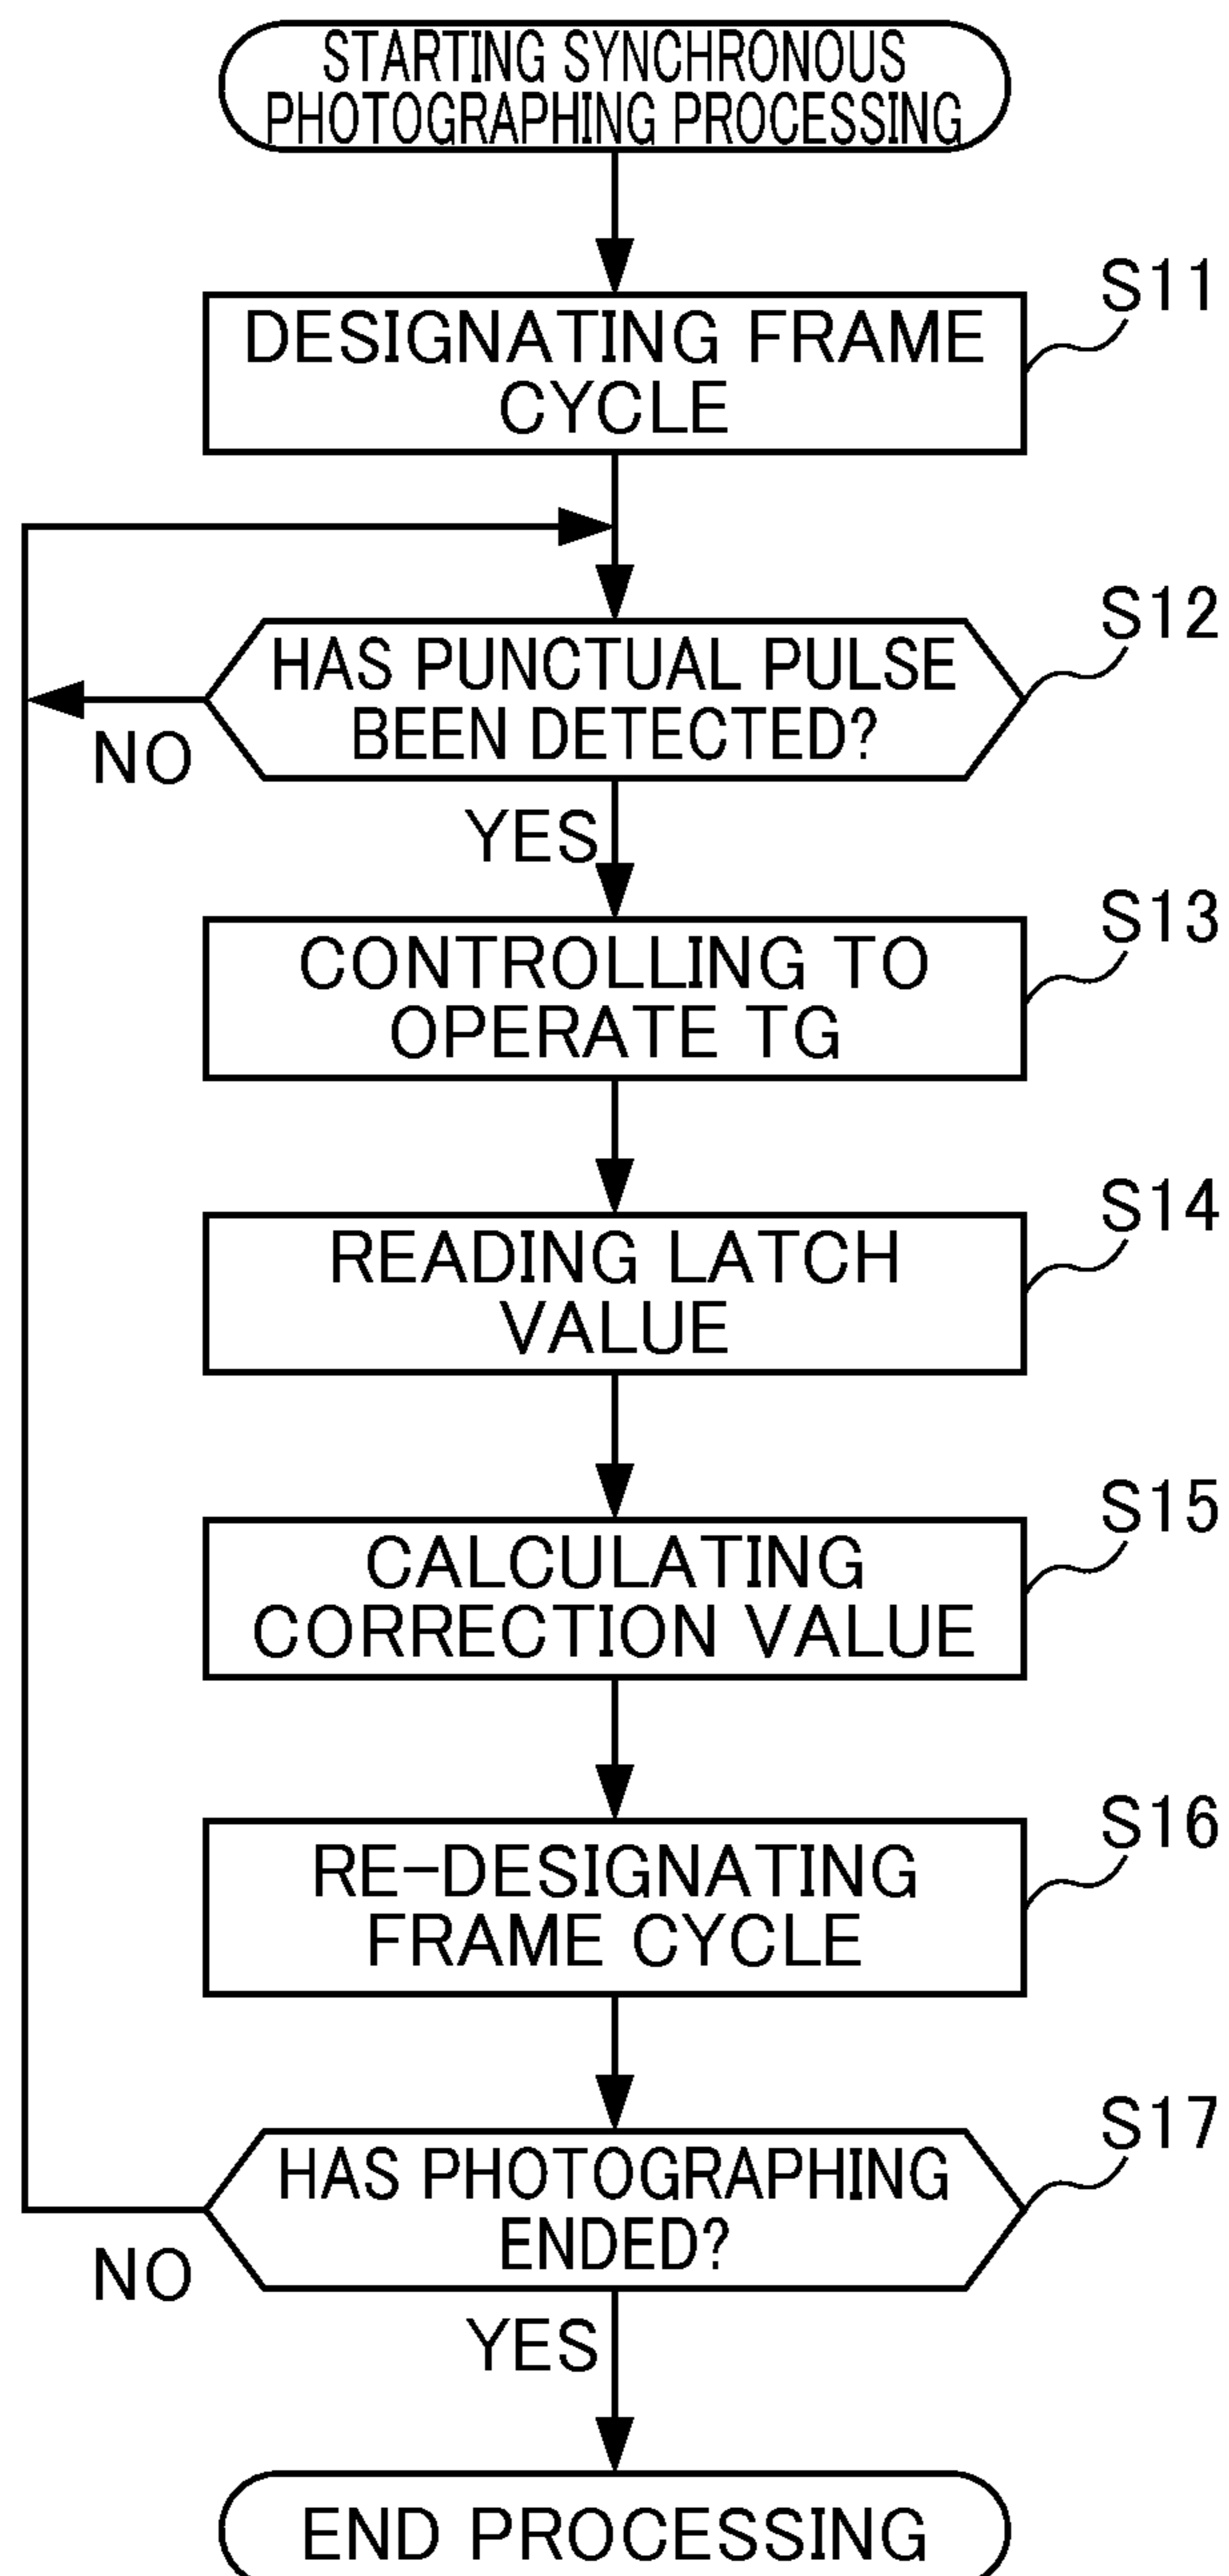 STARTING SYNCHRONOUS
PHOTOGRAPHING PROCESSING
S11
DESIGNATING FRAME
CYCLE
S12
HAS PUNCTUAL PULSE
BEEN DETECTED?
NO
YES
S13
CONTROLLING TO
OPERATE TG
S14
READING LATCH
VALUE
S15
CALCULATING
CORRECTION VALUE
S16
RE-DESIGNATING
FRAME CYCLE
S17
HAS PHOTOGRAPHING
ENDED?
NO
YES
END PROCESSING